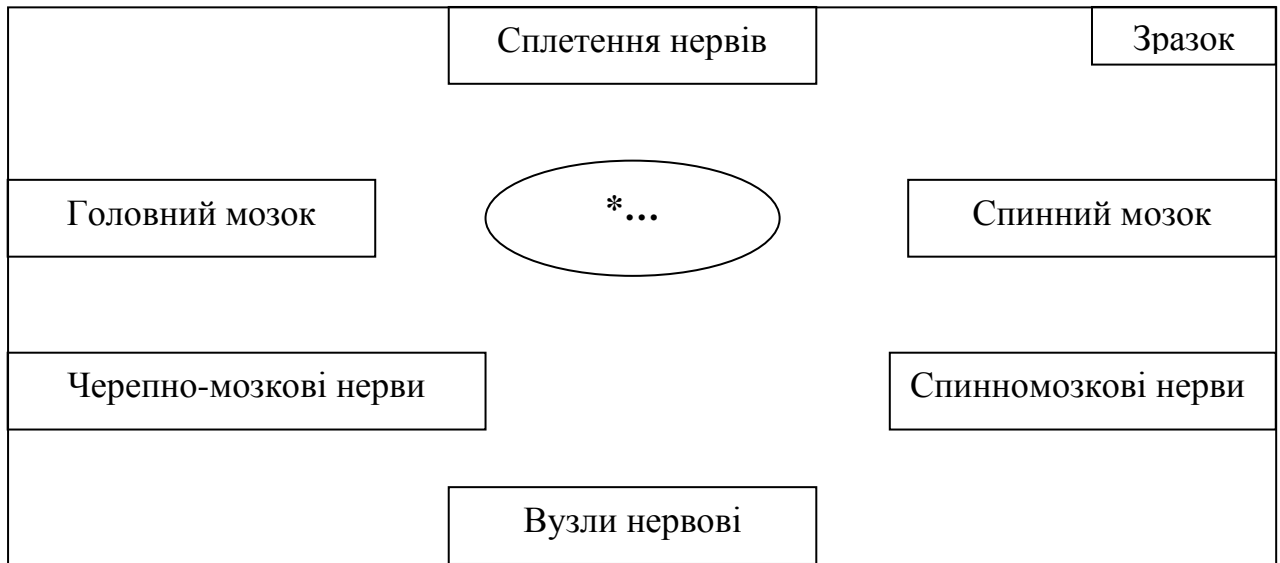 Сплетення нервів
Зразок
Головний мозок
*...
Спинний мозок
Черепно-мозкові нерви
Спинномозкові нерви
Вузли нервові